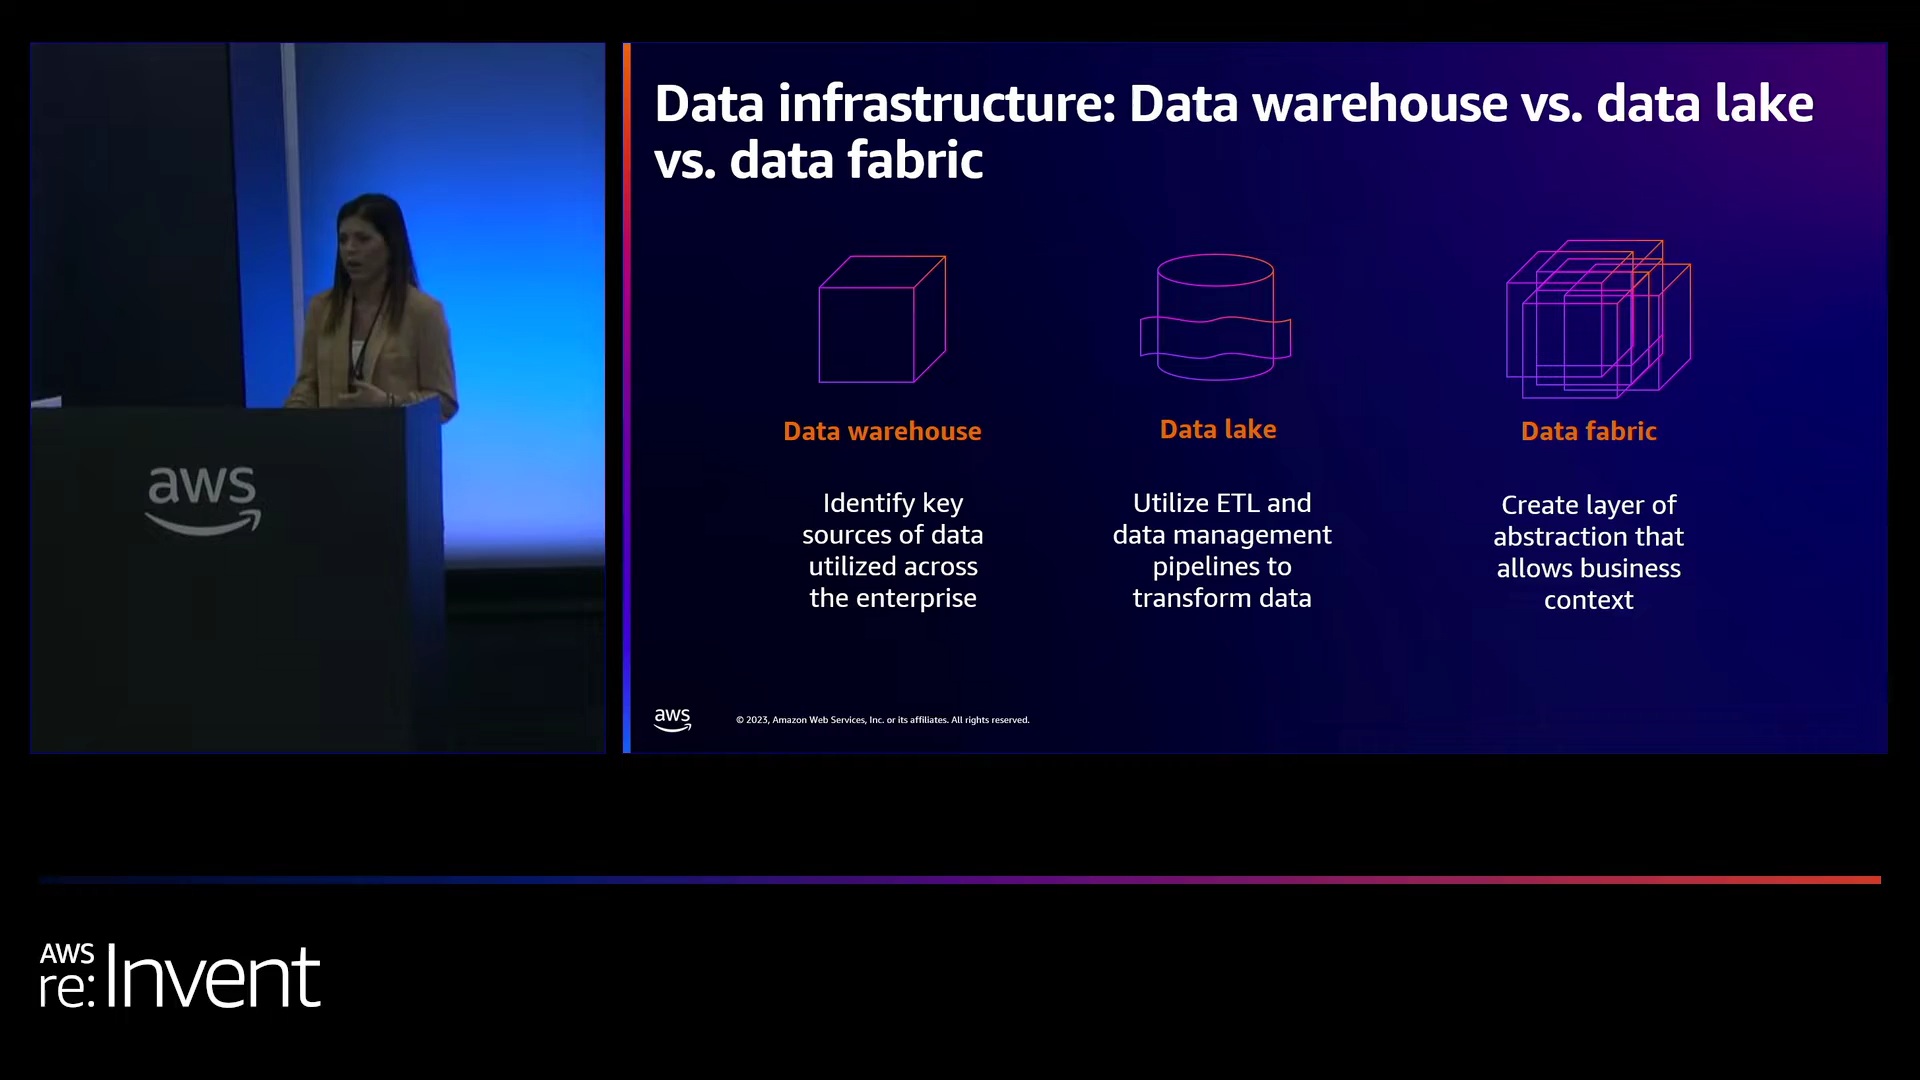 Data infrastructure: Data warehouse vs. data lake
vs. data fabric
Data warehouse
Identify key
sources of data
utilized across
the enterprise
Data lake
Utilize ETL and
data management
pipelines to
transform data
Data fabric
Create layer of
abstraction that
allows business
context
aws
© 2023, Amazon Web Services, Inc. or its affiliates. All rights reserved.
aws
AWS
re:Invent